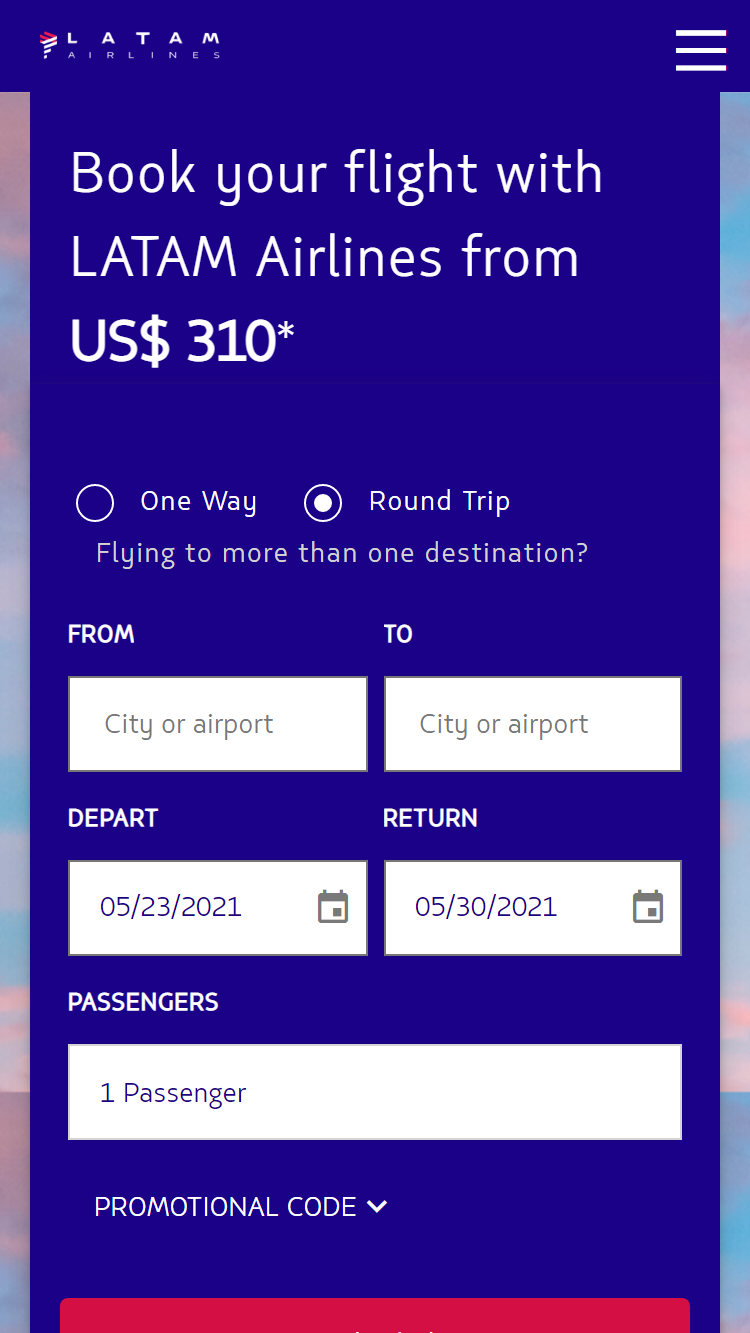 LATAM
AIRLINES
Book your flight with
LATAM Airlines from
US$ 310*
One Way
Round Trip
Flying to more than one destination?
FROM
TO
City or airport
City or airport
DEPART
RETURN
05/23/2021
05/30/2021
PASSENGERS
1 Passenger
PROMOTIONAL CODE